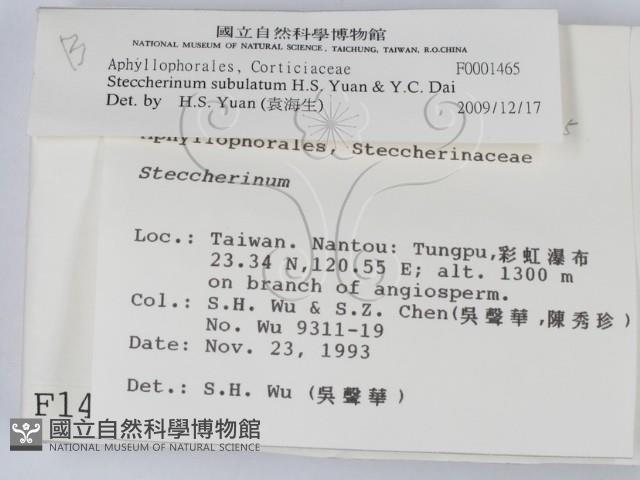 國立自然科學博物館
NATIONAL MUSEUM OF NATURAL SCIENCE, TAICHUNG, TAIWAN, R.O.CHINA
Aphyllophorales, Corticiaceae F0001465
Steccherinum subulatum H.S. Yuan & Y.C. Dai
Det. by H.S. Yuan (袁海生) 2009/12/17
Aphyllophorales, Steccherinaceae
Steccherinum
Loc.: Taiwan. Nantou: Tungpu,彩虹瀑布
23.34 N,120.55 E; alt. 1300 m
on branch of angiosperm.
Col.: S.H. Wu & S.Z. Chen(吳聲華,陳秀珍)
No. Wu 9311-19
Date: Nov. 23, 1993
Det.: S.H. Wu (吳聲華)
F14
國立自然科學博物館
NATIONAL MUSEUM OF NATURAL SCIENCE